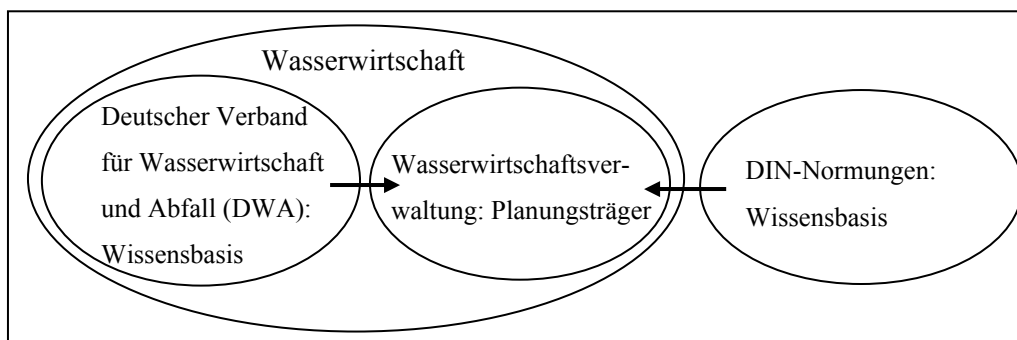 Wasserwirtschaft
Deutscher Verband
für Wasserwirtschaft
und Abfall (DWA):
Wissensbasis
Wasserwirtschaftsver-
waltung: Planungsträger
DIN-Normungen:
Wissensbasis